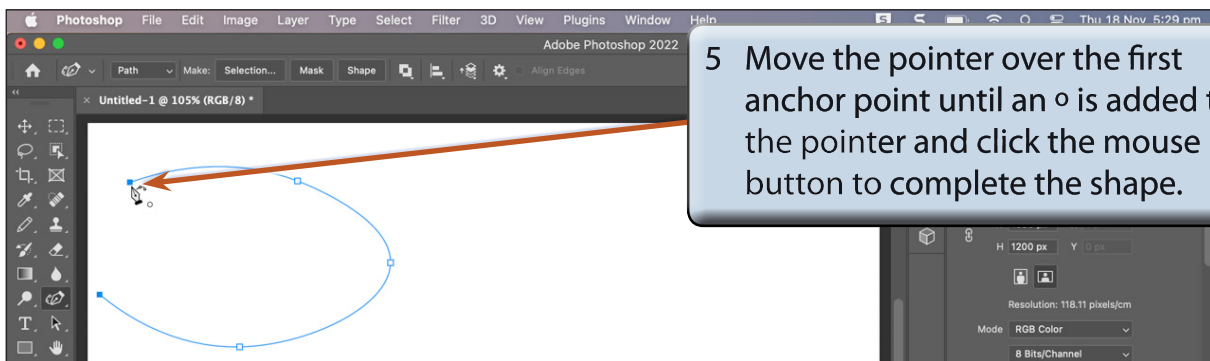 Photoshop File Edit Image Layer Type Select Filter 3D View Plugins Window Help Thu 18 Nov 5:29 pm
Adobe Photoshop 2022
Path Make: Selection... Mask Shape Align Edges
× Untitled-1 @ 105% (RGB/8) *
5 Move the pointer over the first
anchor point until an o is added
the pointer and click the mouse
button to complete the shape.
H 1200 px Y 0 px
Resolution: 118.11 pixels/cm
Mode RGB Color
8 Bits/Channel
T